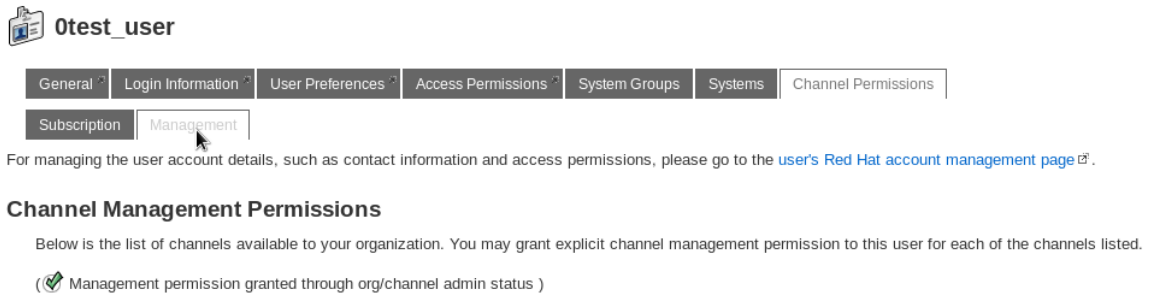 0test_user
General Login Information User Preferences Access Permissions System Groups Systems Channel Permissions
Subscription Management
For managing the user account details, such as contact information and access permissions, please go to the user's Red Hat account management page.
Channel Management Permissions
Below is the list of channels available to your organization. You may grant explicit channel management permission to this user for each of the channels listed.
( Management permission granted through org/channel admin status )